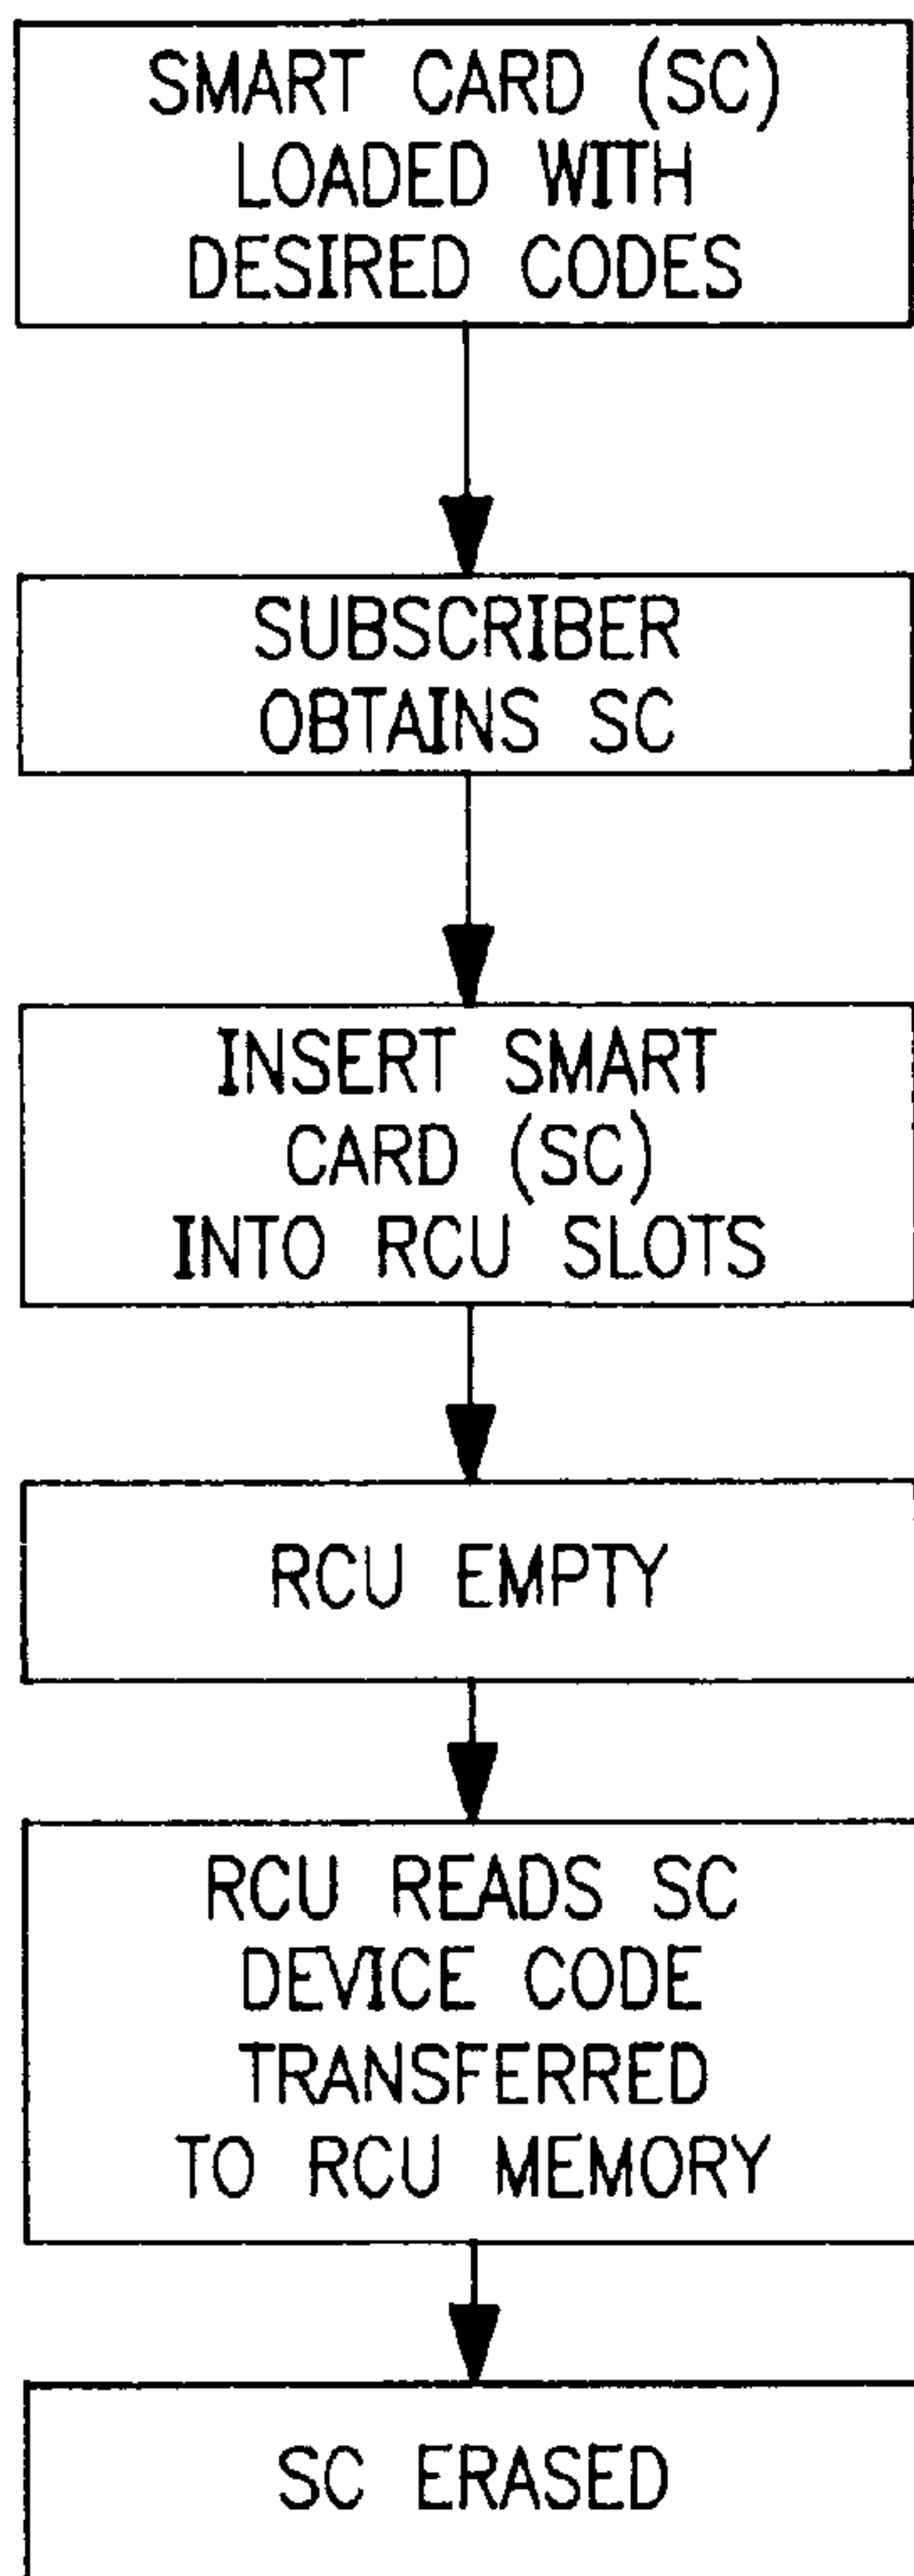 SMART CARD (SC)
LOADED WITH
DESIRED CODES
SUBSCRIBER
OBTAINS SC
INSERT SMART
CARD (SC)
INTO RCU SLOTS
RCU EMPTY
RCU READS SC
DEVICE CODE
TRANSFERRED
TO RCU MEMORY
SC ERASED